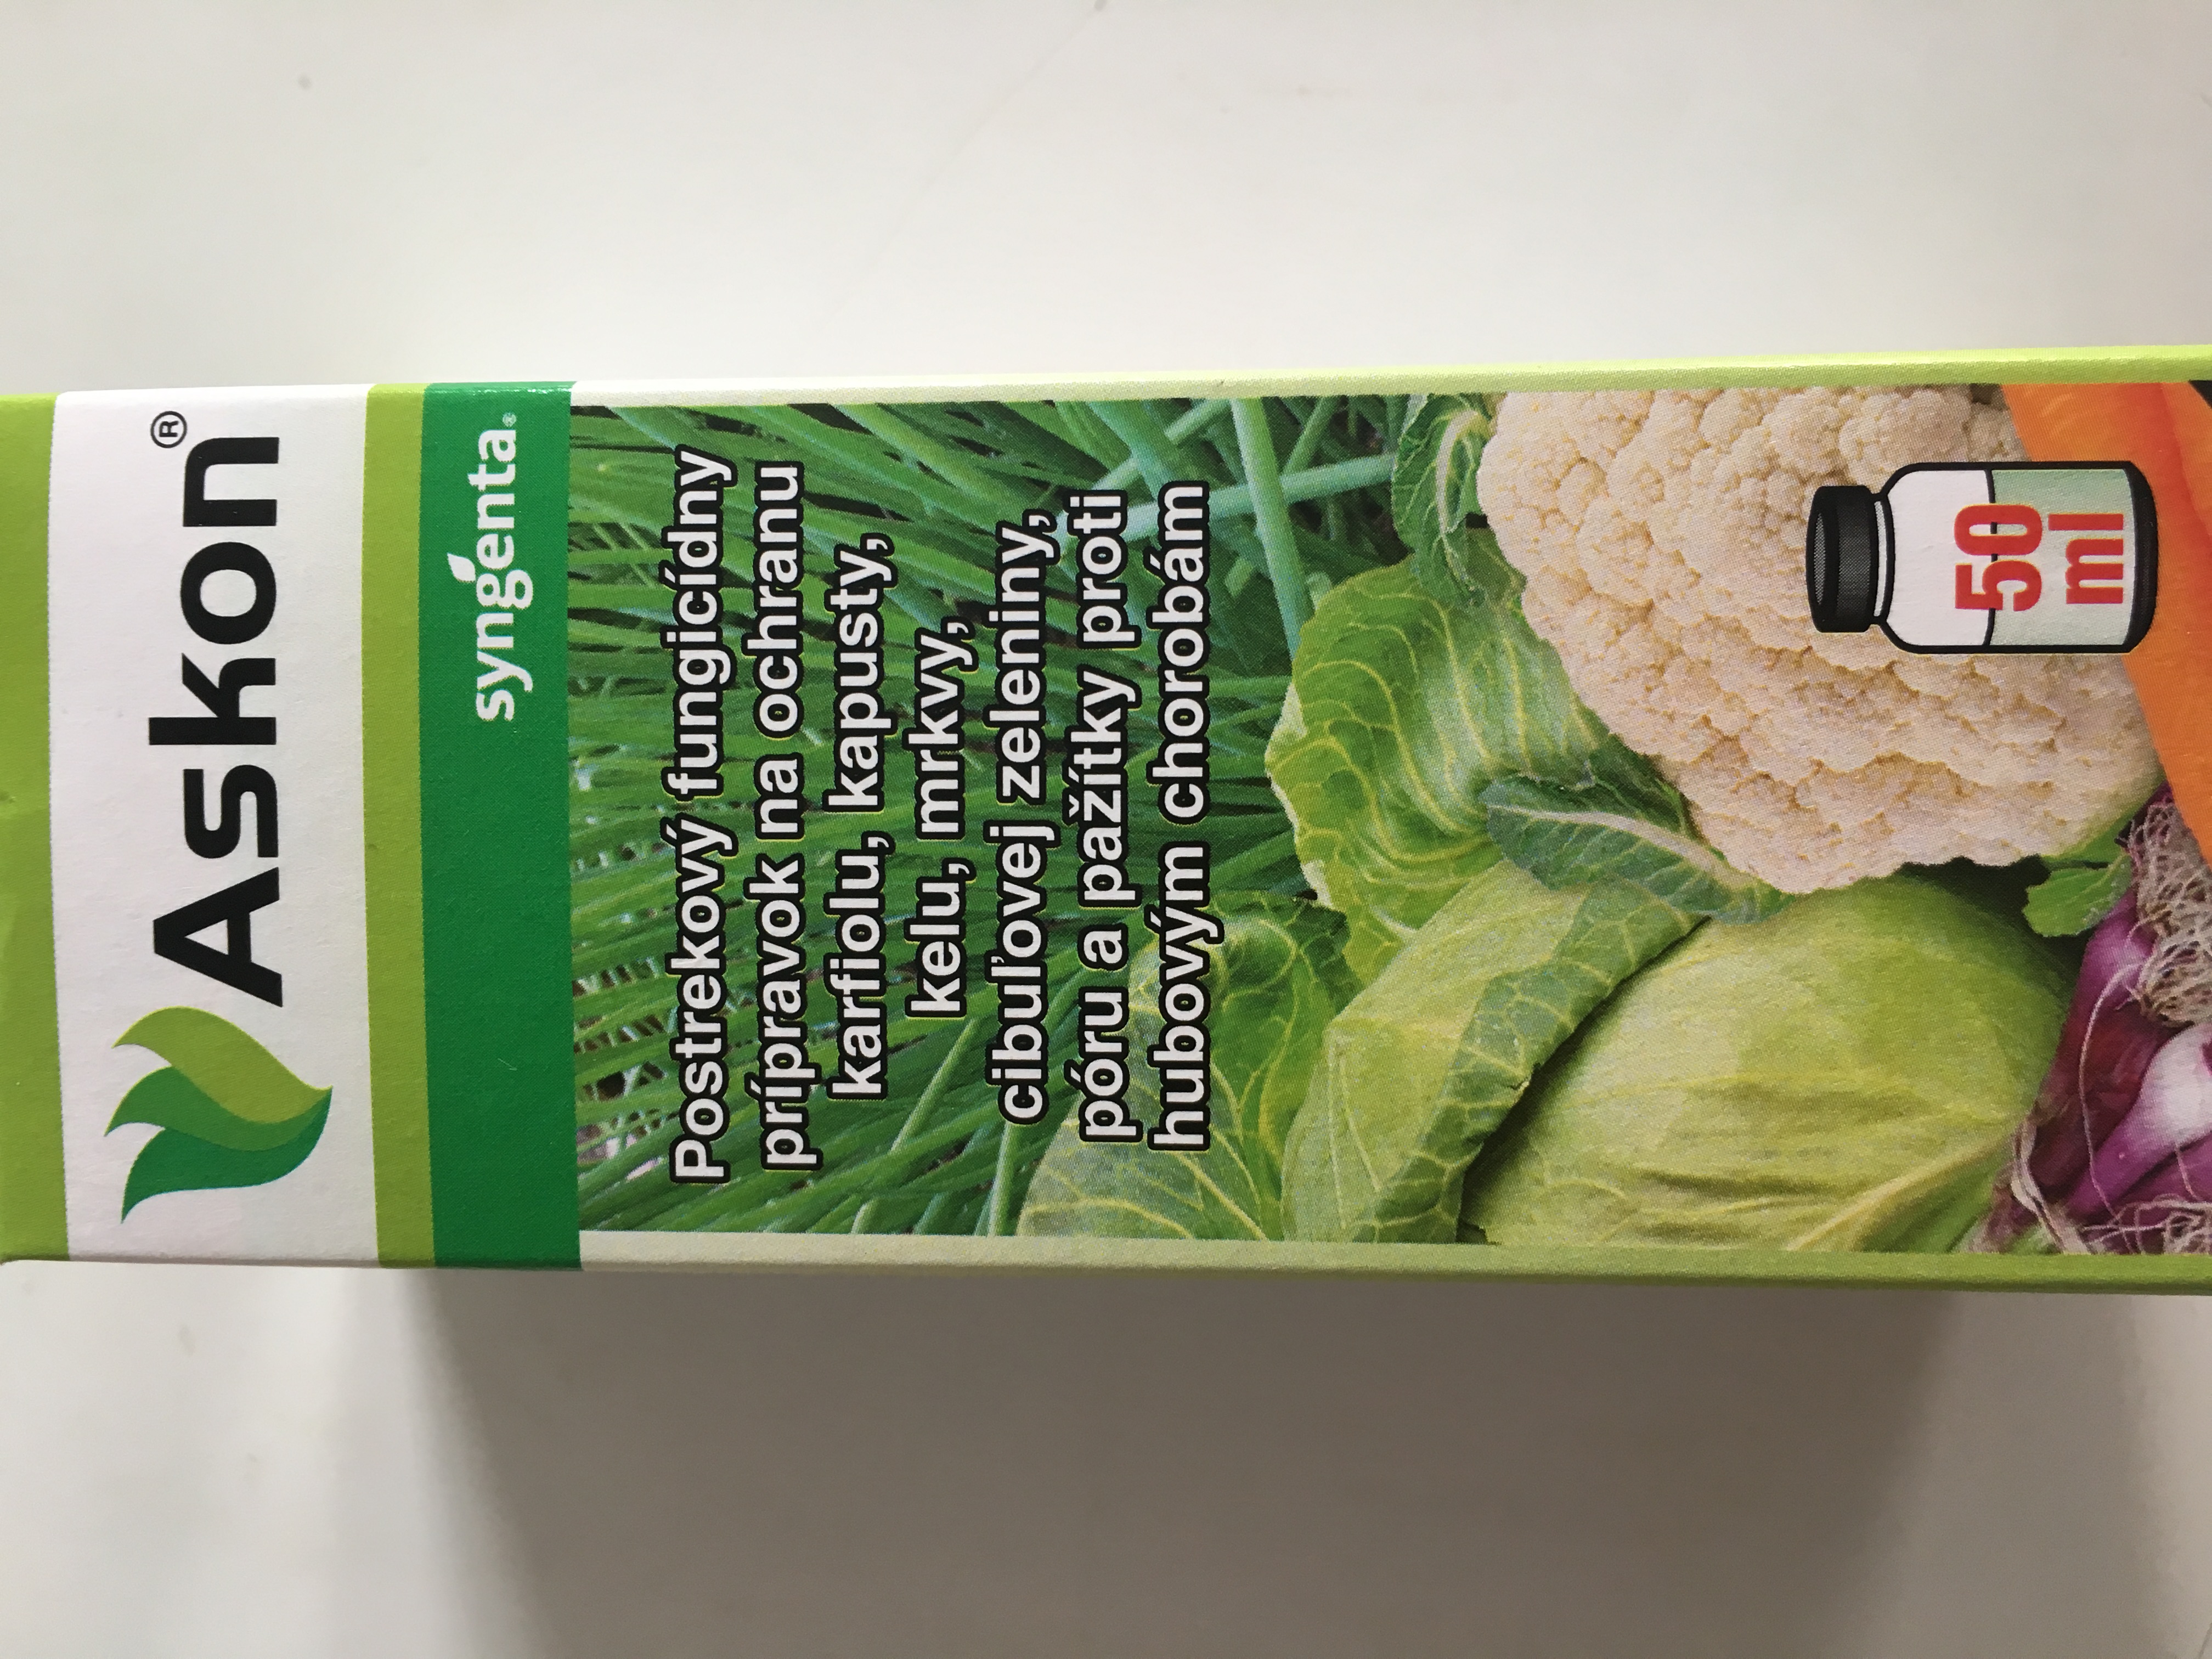 Askon®
syngenta®
Postrekový fungicídny
prípravok na ochranu
karfiolu, kapusty,
kelu, mrkvy,
cibuľovej zeleniny,
póru a pažítky proti
hubovým chorobám
50
ml